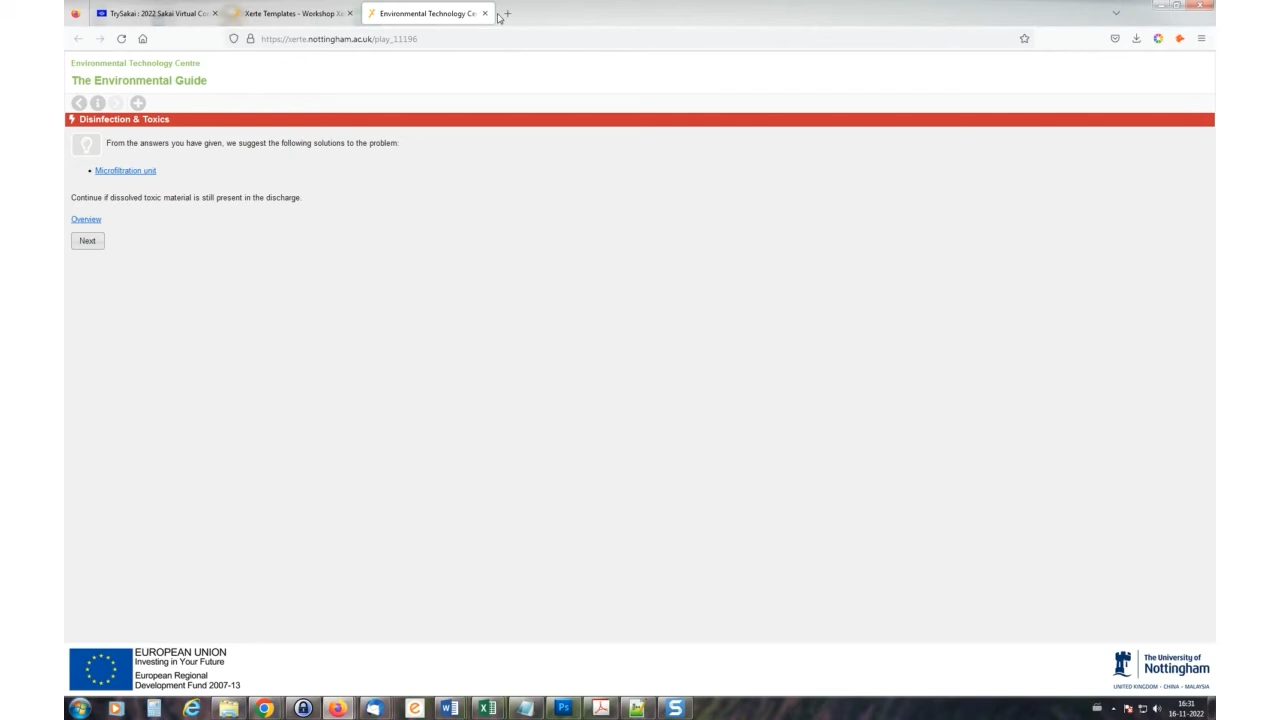 TrySakai : 2022 Sakai Virtual Co
Xerte Templates - Workshop Xe
Environmental Technology Ce
https://xerte.nottingham.ac.uk/play_11196
Environmental Technology Centre
The Environmental Guide
Disinfection & Toxics
From the answers you have given, we suggest the following solutions to the problem:
• Microfiltration unit
Continue if dissolved toxic material is still present in the discharge.
Overview
Next
EUROPEAN UNION
Investing in Your Future
European Regional
Development Fund 2007-13
The University of
Nottingham
UNITED KINGDOM · CHINA · MALAYSIA
16:31
16-11-2022